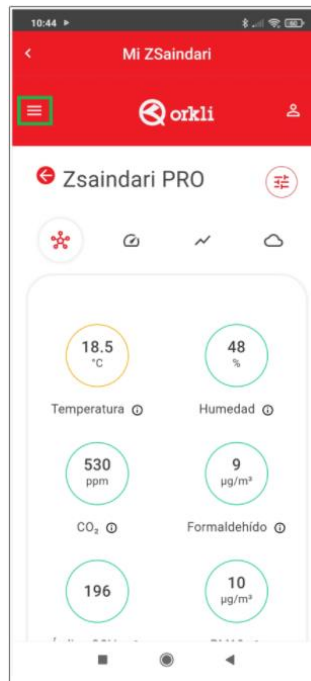 10:44
60
Mi ZSaindari
orkli
Zsaindari PRO
18.5
°C
48
%
Temperatura
Humedad
530
ppm
9
µg/m³
CO₂
Formaldehído
196
10
µg/m³